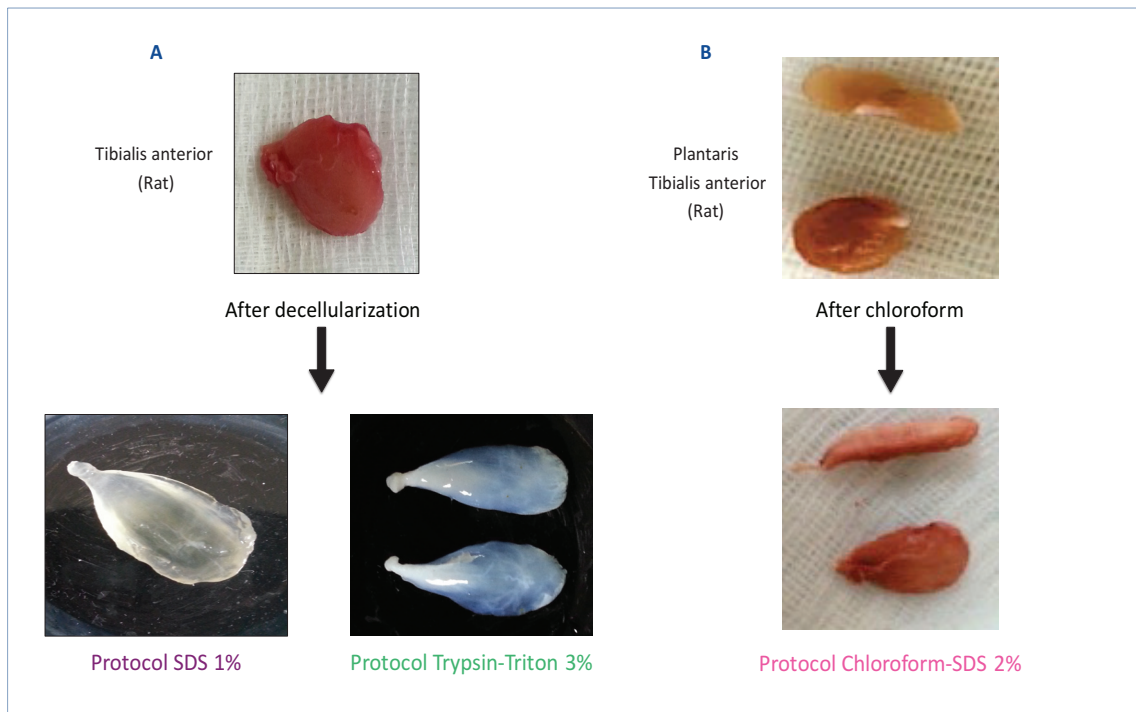 A
Tibialis anterior
(Rat)
After decellularization
Protocol SDS 1%
Protocol Trypsin-Triton 3%
B
Plantaris
Tibialis anterior
(Rat)
After chloroform
Protocol Chloroform-SDS 2%